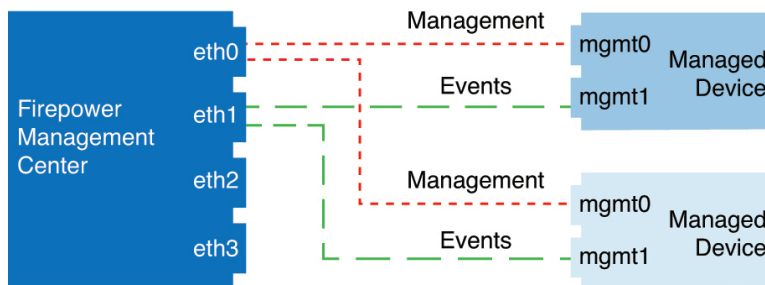 Firepower
Management
Center
eth0
eth1
eth2
eth3
Management
Events
Management
Events
mgmt0
mgmt1
Managed
Device
mgmt0
mgmt1
Managed
Device